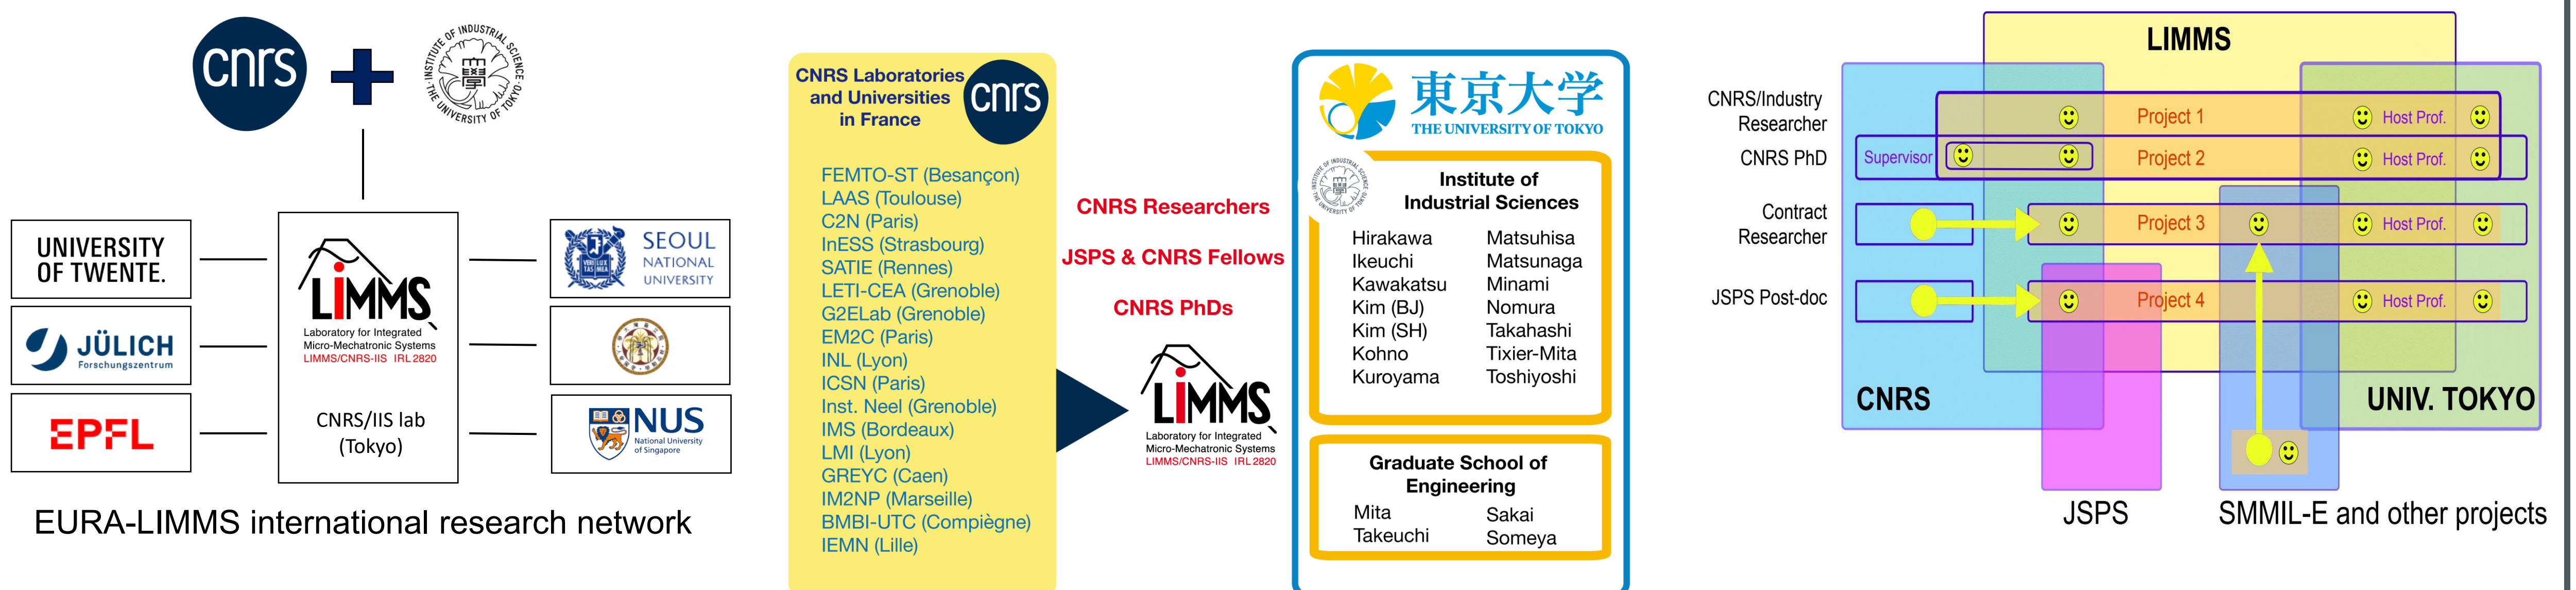 cnrs
INSTITUTE OF INDUSTRIAL SCIENCE
THE UNIVERSITY OF TOKYO
UNIVERSITY
OF TWENTE.
JÜLICH
Forschungszentrum
EPFL
LIMMS
Laboratory for Integrated
Micro-Mechatronic Systems
LIMMS/CNRS-IIS IRL 2820
CNRS/IIS lab
(Tokyo)
SEOUL
NATIONAL
UNIVERSITY
NUS
National University
of Singapore
EURA-LIMMS international research network
CNRS Laboratories
and Universities
in France
cnrs
FEMTO-ST (Besançon)
LAAS (Toulouse)
C2N (Paris)
InESS (Strasbourg)
SATIE (Rennes)
LETI-CEA (Grenoble)
G2ELab (Grenoble)
EM2C (Paris)
INL (Lyon)
ICSN (Paris)
Inst. Neel (Grenoble)
IMS (Bordeaux)
LMI (Lyon)
GREYC (Caen)
IM2NP (Marseille)
BMBI-UTC (Compiègne)
IEMN (Lille)
CNRS Researchers
JSPS & CNRS Fellows
CNRS PhDs
LIMMS
Laboratory for Integrated
Micro-Mechatronic Systems
LIMMS/CNRS-IIS IRL 2820
東京大学
THE UNIVERSITY OF TOKYO
INSTITUTE OF INDUSTRIAL SCIENCE
THE UNIVERSITY OF TOKYO
Institute of
Industrial Sciences
Hirakawa
Ikeuchi
Kawakatsu
Kim (BJ)
Kim (SH)
Kohno
Kuroyama
Matsuhisa
Matsunaga
Minami
Nomura
Takahashi
Tixier-Mita
Toshiyoshi
Graduate School of
Engineering
Mita
Takeuchi
Sakai
Someya
LIMMS
CNRS/Industry
Researcher
Project 1
Host Prof.
CNRS PhD
Supervisor
Project 2
Host Prof.
Contract
Researcher
Project 3
Host Prof.
JSPS Post-doc
Project 4
Host Prof.
CNRS
UNIV. TOKYO
JSPS
SMMIL-E and other projects